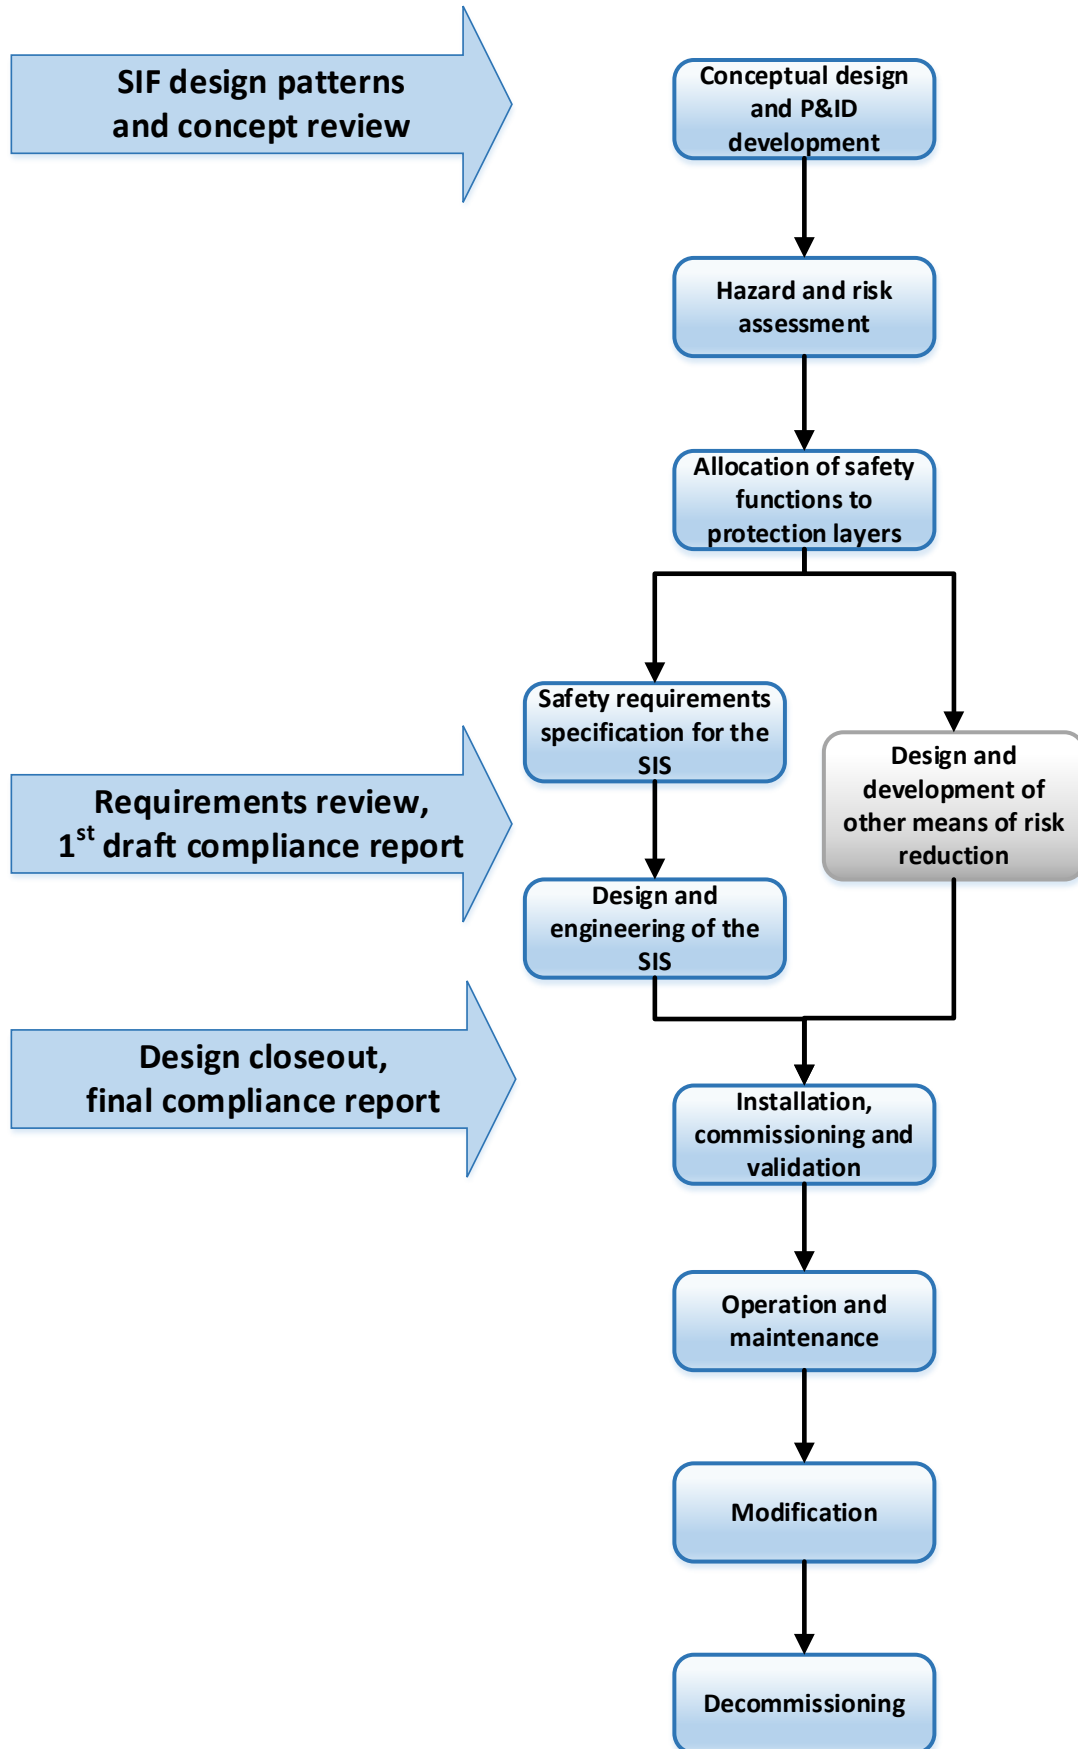 SIF design patterns
and concept review
Conceptual design
and P&ID
development
Hazard and risk
assessment
Allocation of safety
functions to
protection layers
Safety requirements
specification for the
SIS
Design and
development of
other means of risk
reduction
Requirements review,
1st draft compliance report
Design and
engineering of the
SIS
Design closeout,
final compliance report
Installation,
commissioning and
validation
Operation and
maintenance
Modification
Decommissioning